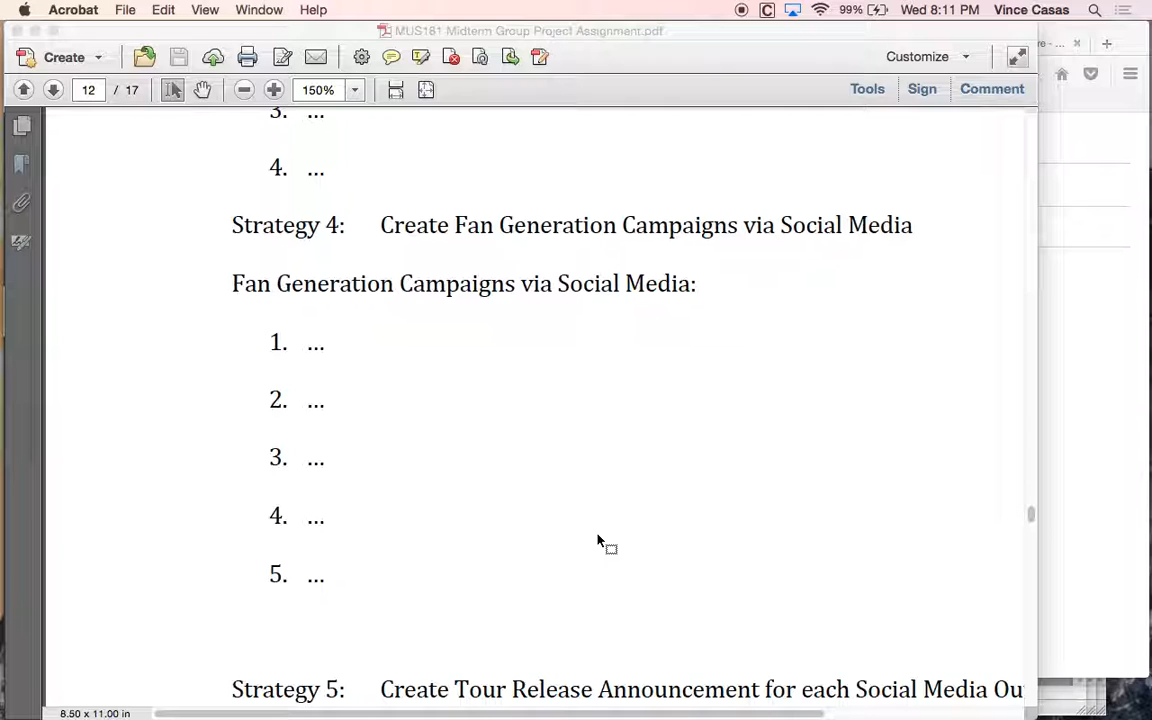 Acrobat File Edit View Window Help 99% Wed 8:11 PM Vince Casas
MUS181 Midterm Group Project Assignment.pdf
Create Customize
12 / 17 150% Tools Sign Comment
3. ...
4. ...
Strategy 4: Create Fan Generation Campaigns via Social Media
Fan Generation Campaigns via Social Media:
1. ...
2. ...
3. ...
4. ...
5. ...
Strategy 5: Create Tour Release Announcement for each Social Media Ou
8.50 x 11.00 in